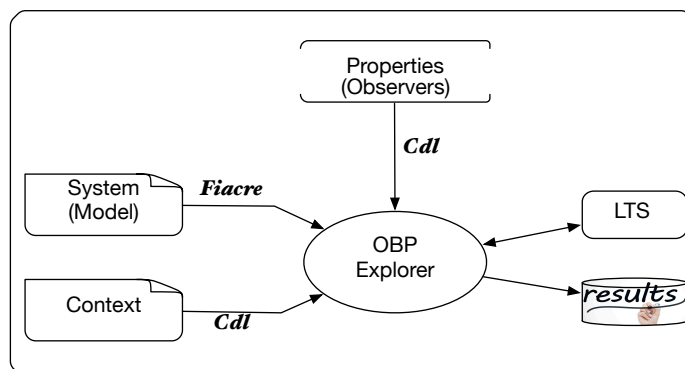 Properties
(Observers)
Cdl
System
(Model)
Fiacre
OBP
Explorer
LTS
Context
Cdl
results